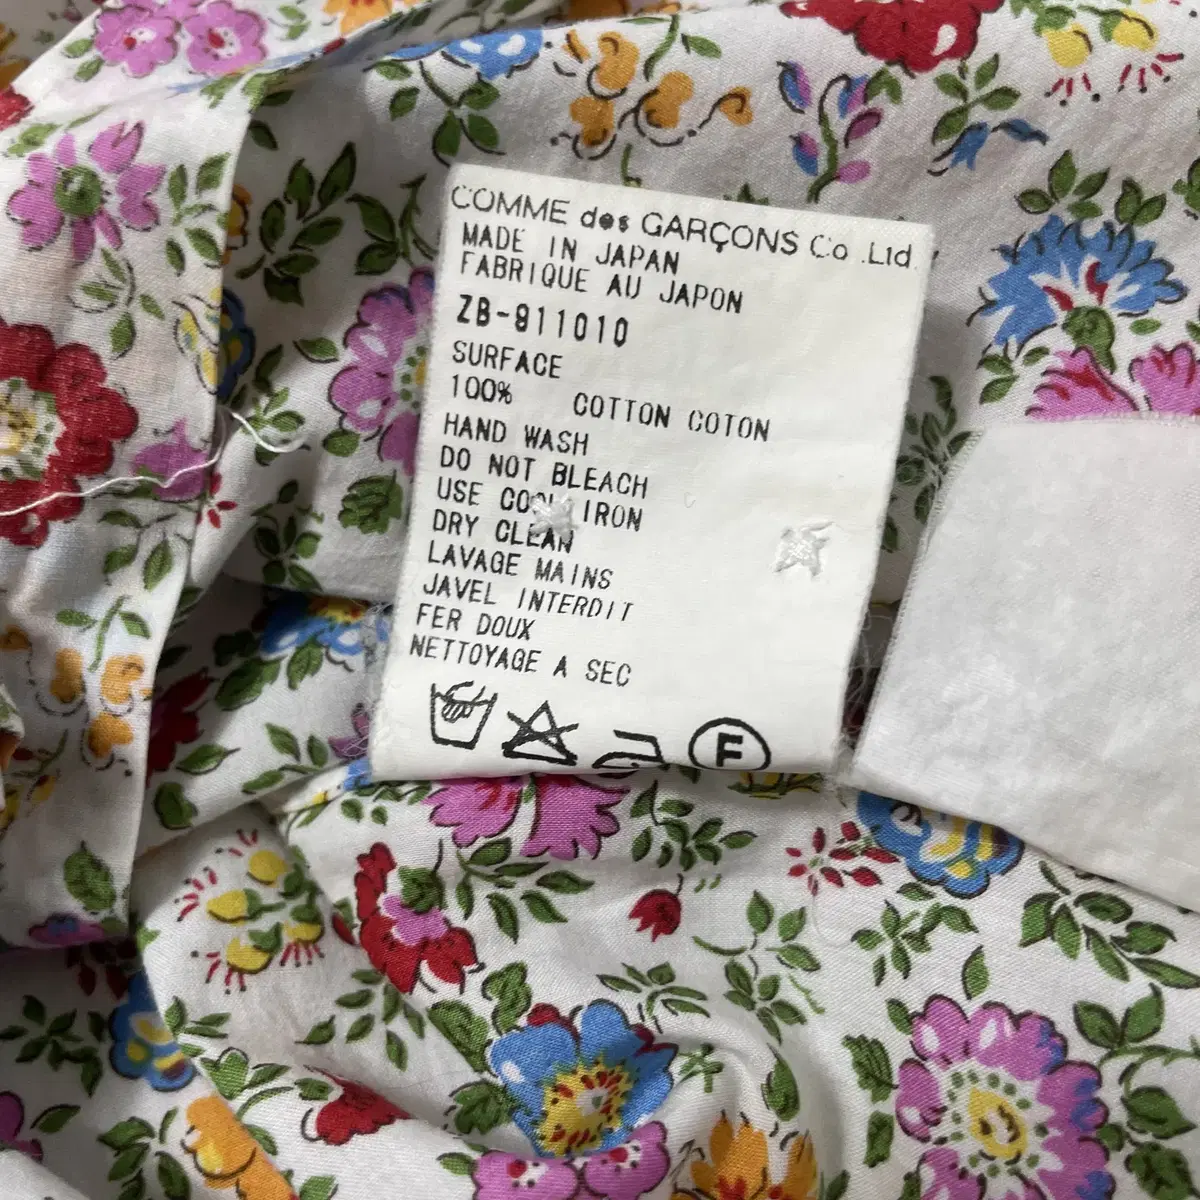 COMME des GARÇONS Co .Ltd.
MADE IN JAPAN
FABRIQUE AU JAPON
ZB-811010
SURFACE
100% COTTON COTON
HAND WASH
DO NOT BLEACH
USE COOL IRON
DRY CLEAN
LAVAGE MAINS
JAVEL INTERDIT
FER DOUX
NETTOYAGE A SEC
F